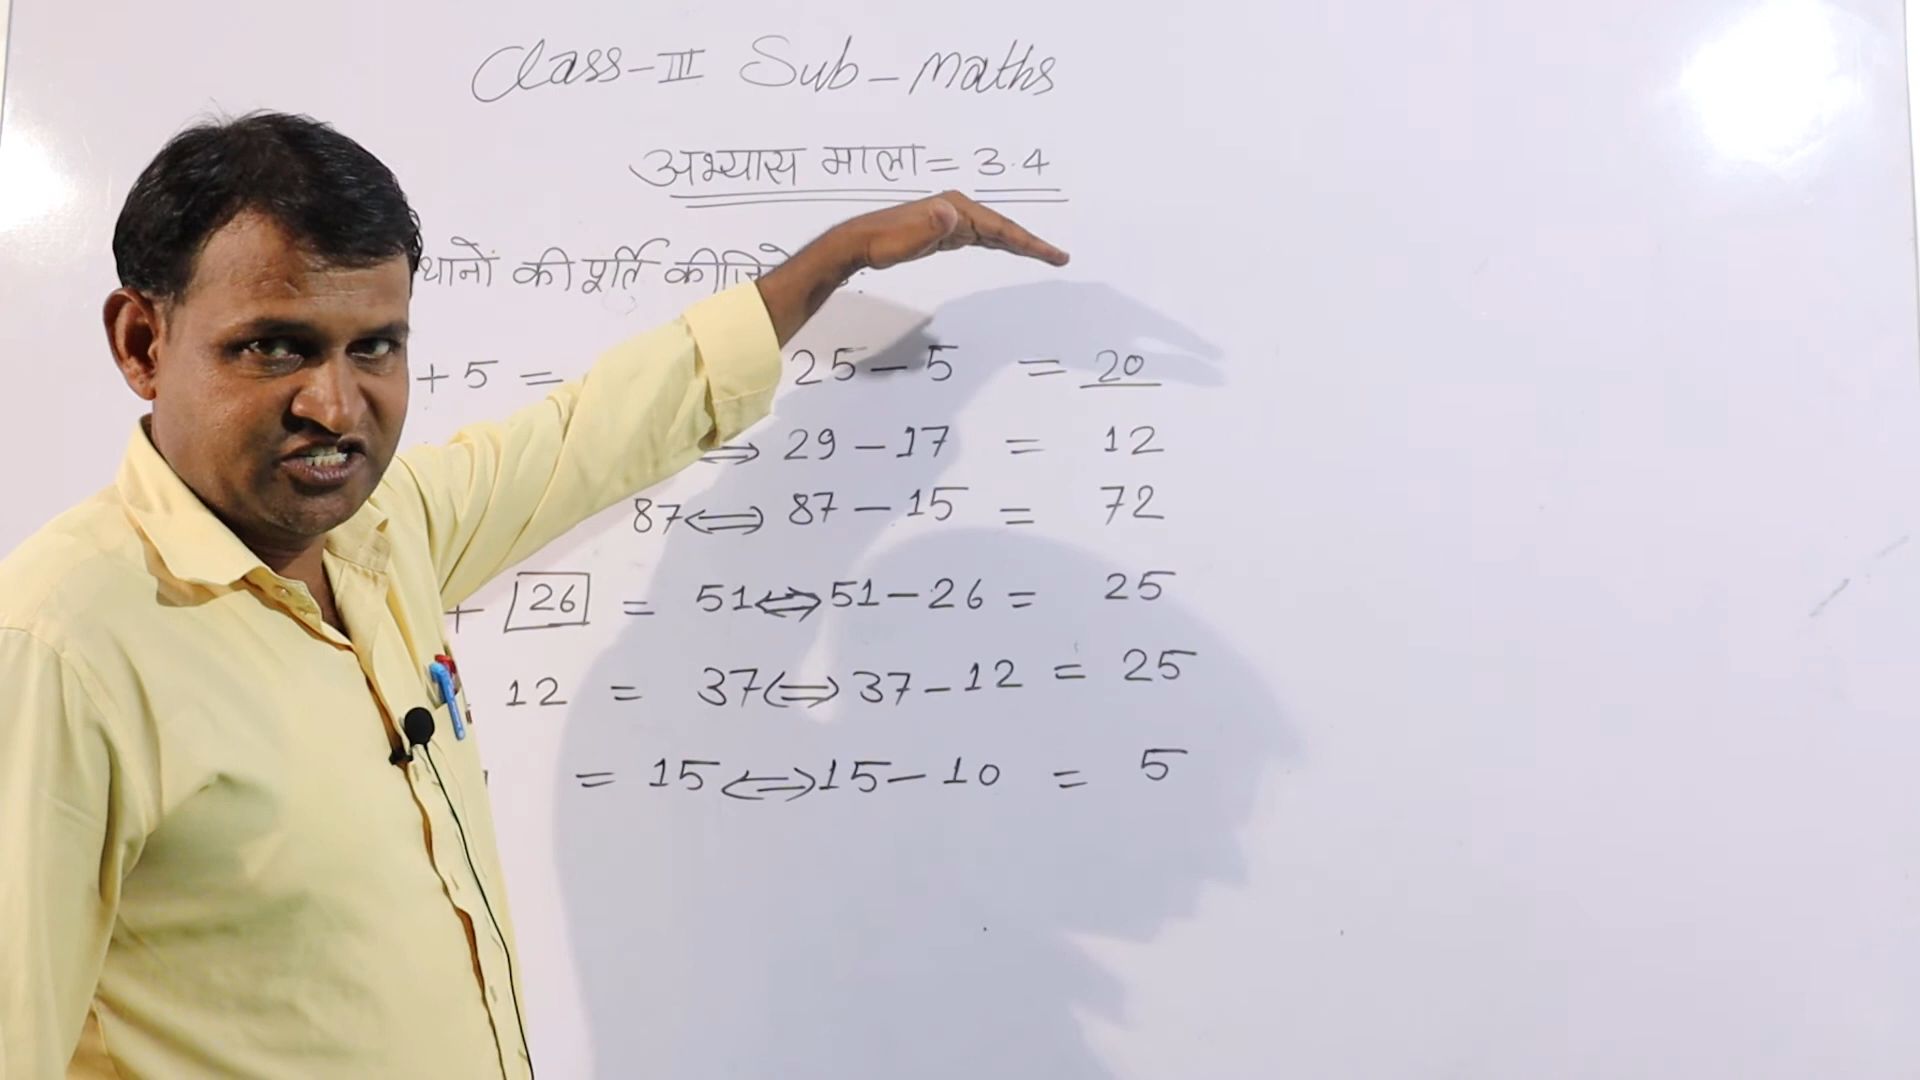 Class-III Sub-maths
अभ्यास माला = 3.4
की पूर्ति
+ 5 = 25 - 5 = 20
⇔ 29 - 17 = 12
87 ⇔ 87 - 15 = 72
+ 26 = 51 ⇔ 51 - 26 = 25
12 = 37 ⇔ 37 - 12 = 25
= 15 ⇔ 15 - 10 = 5